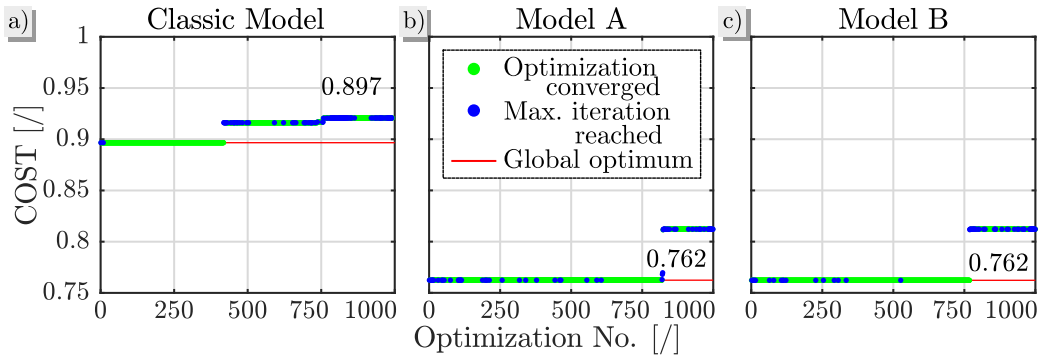 a)
Classic Model
b)
Model A
c)
Model B
1
0.95
0.9
0.85
0.8
0.75
COST [/]
0.897
Optimization
converged
Max. iteration
reached
Global optimum
0.762
0.762
0 250 500 750 1000
0 250 500 750 1000
0 250 500 750 1000
Optimization No. [/]